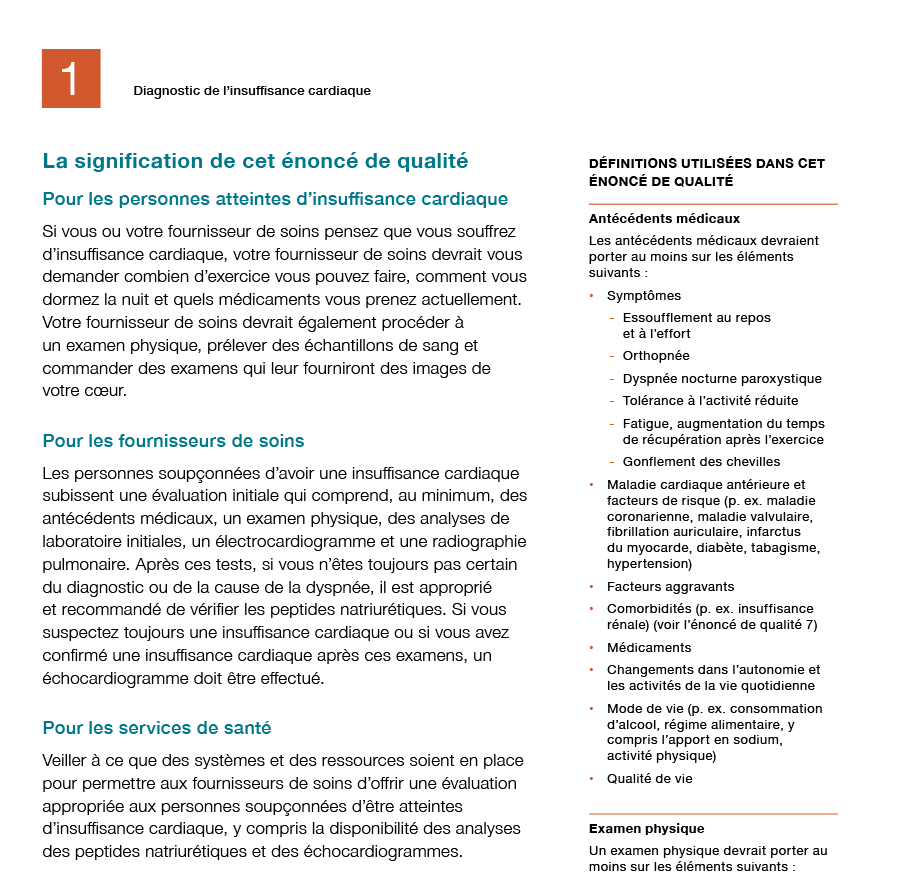 1
Diagnostic de l’insuffisance cardiaque
La signification de cet énoncé de qualité
Pour les personnes atteintes d’insuffisance cardiaque
Si vous ou votre fournisseur de soins pensez que vous souffrez
d’insuffisance cardiaque, votre fournisseur de soins devrait vous
demander combien d’exercice vous pouvez faire, comment vous
dormez la nuit et quels médicaments vous prenez actuellement.
Votre fournisseur de soins devrait également procéder à
un examen physique, prélever des échantillons de sang et
commander des examens qui leur fourniront des images de
votre cœur.
Pour les fournisseurs de soins
Les personnes soupçonnées d’avoir une insuffisance cardiaque
subissent une évaluation initiale qui comprend, au minimum, des
antécédents médicaux, un examen physique, des analyses de
laboratoire initiales, un électrocardiogramme et une radiographie
pulmonaire. Après ces tests, si vous n’êtes toujours pas certain
du diagnostic ou de la cause de la dyspnée, il est approprié
et recommandé de vérifier les peptides natriurétiques. Si vous
suspectez toujours une insuffisance cardiaque ou si vous avez
confirmé une insuffisance cardiaque après ces examens, un
échocardiogramme doit être effectué.
Pour les services de santé
Veiller à ce que des systèmes et des ressources soient en place
pour permettre aux fournisseurs de soins d’offrir une évaluation
appropriée aux personnes soupçonnées d’être atteintes
d’insuffisance cardiaque, y compris la disponibilité des analyses
des peptides natriurétiques et des échocardiogrammes.
DÉFINITIONS UTILISÉES DANS CET
ÉNONCÉ DE QUALITÉ
Antécédents médicaux
Les antécédents médicaux devraient
porter au moins sur les éléments
suivants :
• Symptômes
- Essoufflement au repos
et à l’effort
- Orthopnée
- Dyspnée nocturne paroxystique
- Tolérance à l’activité réduite
- Fatigue, augmentation du temps
de récupération après l’exercice
- Gonflement des chevilles
• Maladie cardiaque antérieure et
facteurs de risque (p. ex. maladie
coronarienne, maladie valvulaire,
fibrillation auriculaire, infarctus
du myocarde, diabète, tabagisme,
hypertension)
• Facteurs aggravants
• Comorbidités (p. ex. insuffisance
rénale) (voir l’énoncé de qualité 7)
• Médicaments
• Changements dans l’autonomie et
les activités de la vie quotidienne
• Mode de vie (p. ex. consommation
d’alcool, régime alimentaire, y
compris l’apport en sodium,
activité physique)
• Qualité de vie
Examen physique
Un examen physique devrait porter au
moins sur les éléments suivants :